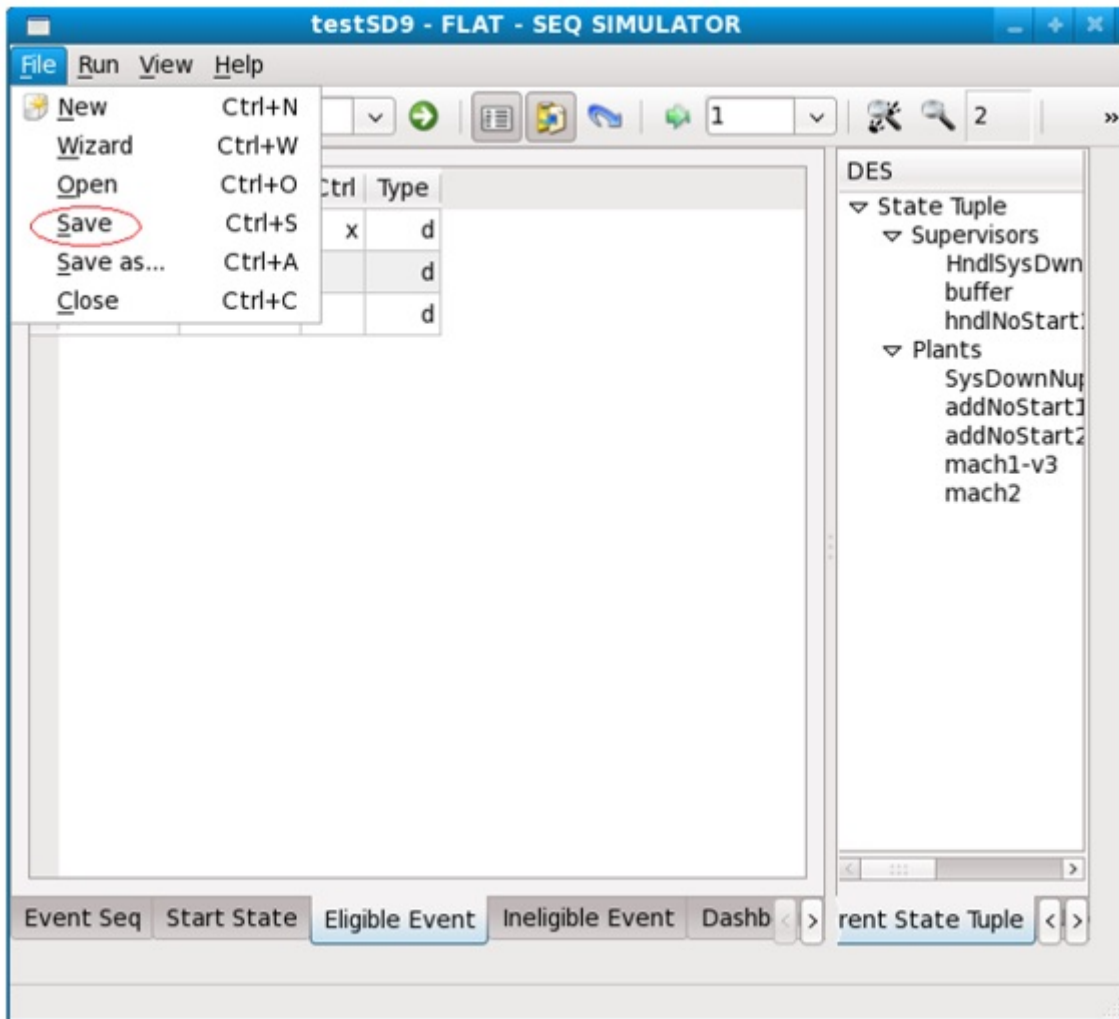 testSD9 - FLAT - SEQ SIMULATOR
File Run View Help
New Ctrl+N
Wizard Ctrl+W
Open Ctrl+O
Save Ctrl+S
Save as... Ctrl+A
Close Ctrl+C
1
2
»
Ctrl Type
x d
d
d
DES
State Tuple
Supervisors
HndlSysDwn
buffer
hndlNoStart
Plants
SysDownNup
addNoStart1
addNoStart2
mach1-v3
mach2
Event Seq Start State Eligible Event Ineligible Event Dashb
rent State Tuple